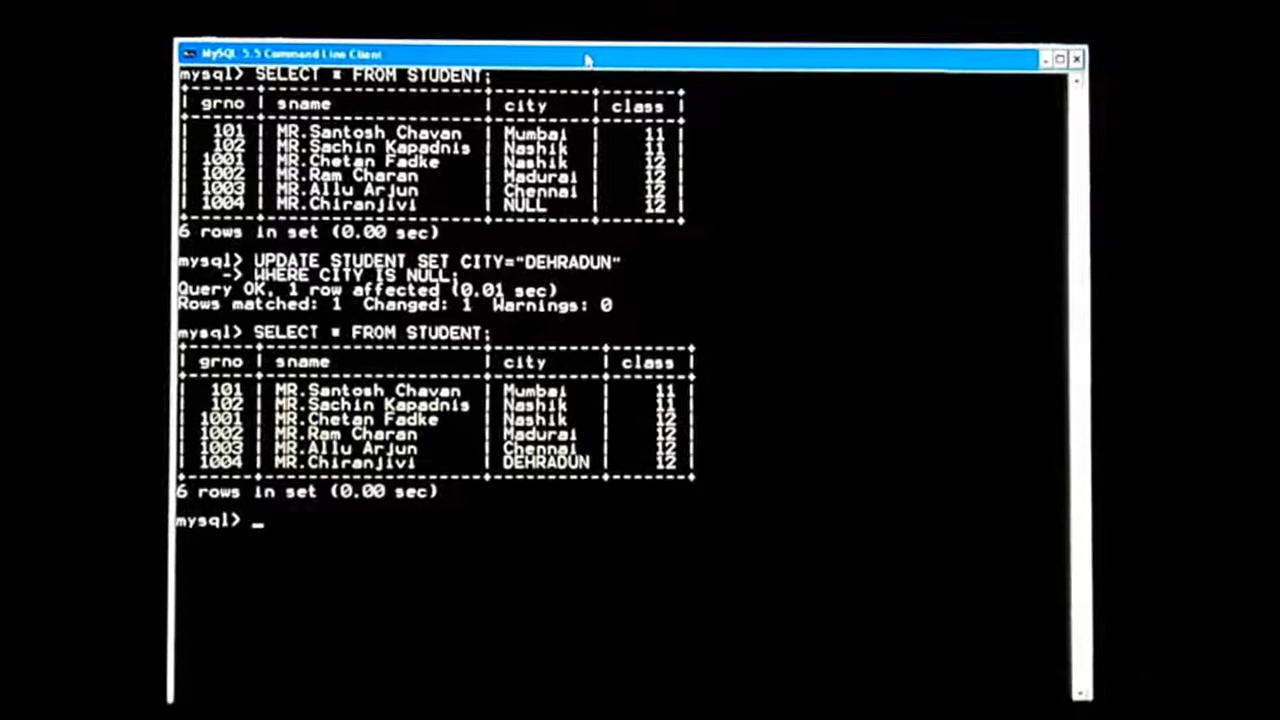 MySQL 5.5 Command Line Client
mysql> SELECT * FROM STUDENT;
+-------+--------------------+---------+-------+
| grno | sname | city | class |
+-------+--------------------+---------+-------+
| 101 | MR.Santosh Chavan | Mumbai | 11 |
| 102 | MR.Sachin Kapadnis | Nashik | 11 |
| 1001 | MR.Chetan Fadke | Nashik | 12 |
| 1002 | MR.Ram Charan | Madurai | 12 |
| 1003 | MR.Allu Arjun | Chennai | 12 |
| 1004 | MR.Chiranjivi | NULL | 12 |
+-------+--------------------+---------+-------+
6 rows in set (0.00 sec)
mysql> UPDATE STUDENT SET CITY="DEHRADUN"
-> WHERE CITY IS NULL;
Query OK, 1 row affected (0.01 sec)
Rows matched: 1 Changed: 1 Warnings: 0
mysql> SELECT * FROM STUDENT;
+-------+--------------------+----------+-------+
| grno | sname | city | class |
+-------+--------------------+----------+-------+
| 101 | MR.Santosh Chavan | Mumbai | 11 |
| 102 | MR.Sachin Kapadnis | Nashik | 11 |
| 1001 | MR.Chetan Fadke | Nashik | 12 |
| 1002 | MR.Ram Charan | Madurai | 12 |
| 1003 | MR.Allu Arjun | Chennai | 12 |
| 1004 | MR.Chiranjivi | DEHRADUN | 12 |
+-------+--------------------+----------+-------+
6 rows in set (0.00 sec)
mysql> _